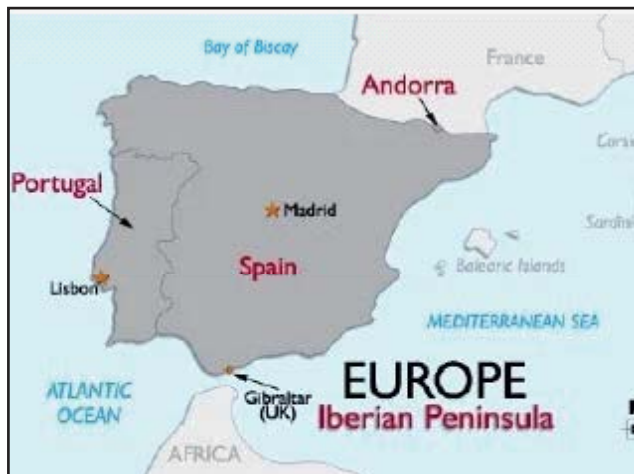 Bay of Biscay
France
Andorra
Portugal
Madrid
Spain
Lisbon
Balearic Islands
MEDITERRANEAN SEA
ATLANTIC
OCEAN
Gibraltar
(UK)
EUROPE
Iberian Peninsula
AFRICA